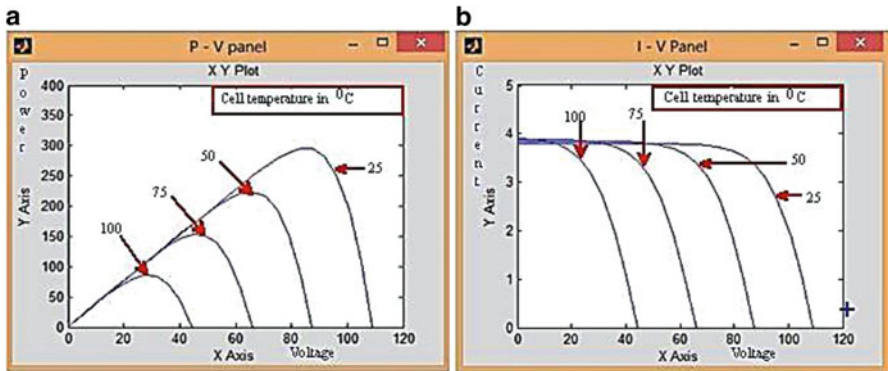 a
P - V panel
X Y Plot
Power
Cell temperature in ⁰C
400
350
300
250
200
150
100
50
0
Y Axis
100
75
50
25
0
20
40
60
80
100
120
X Axis
Voltage
b
I - V Panel
X Y Plot
Current
Cell temperature in ⁰C
5
4
3
2
1
0
Y Axis
100
75
50
25
0
20
40
60
80
100
120
X Axis
Voltage